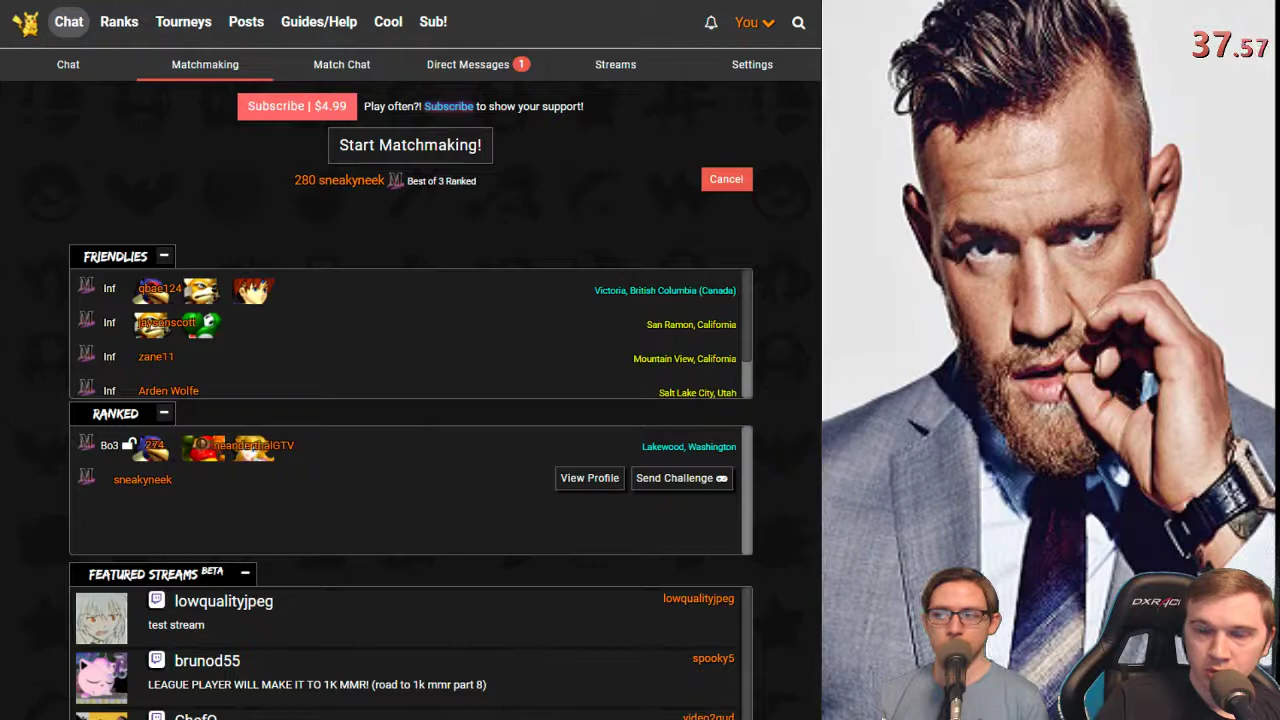 Chat Ranks Tourneys Posts Guides/Help Cool Sub! You
37.57
Chat Matchmaking Match Chat Direct Messages 1 Streams Settings
Subscribe | $4.99 Play often?! Subscribe to show your support!
Start Matchmaking!
280 sneakyneek Best of 3 Ranked Cancel
FRIENDLIES
Inf gbae124 Victoria, British Columbia (Canada)
Inf jaysonscott San Ramon, California
Inf zane11 Mountain View, California
Inf Arden Wolfe Salt Lake City, Utah
RANKED
Bo3 274 neanderthalGTV Lakewood, Washington
sneakyneek View Profile Send Challenge
FEATURED STREAMS BETA
lowqualityjpeg lowqualityjpeg
test stream
brunod55 spooky5
LEAGUE PLAYER WILL MAKE IT TO 1K MMR! (road to 1k mmr part 8)